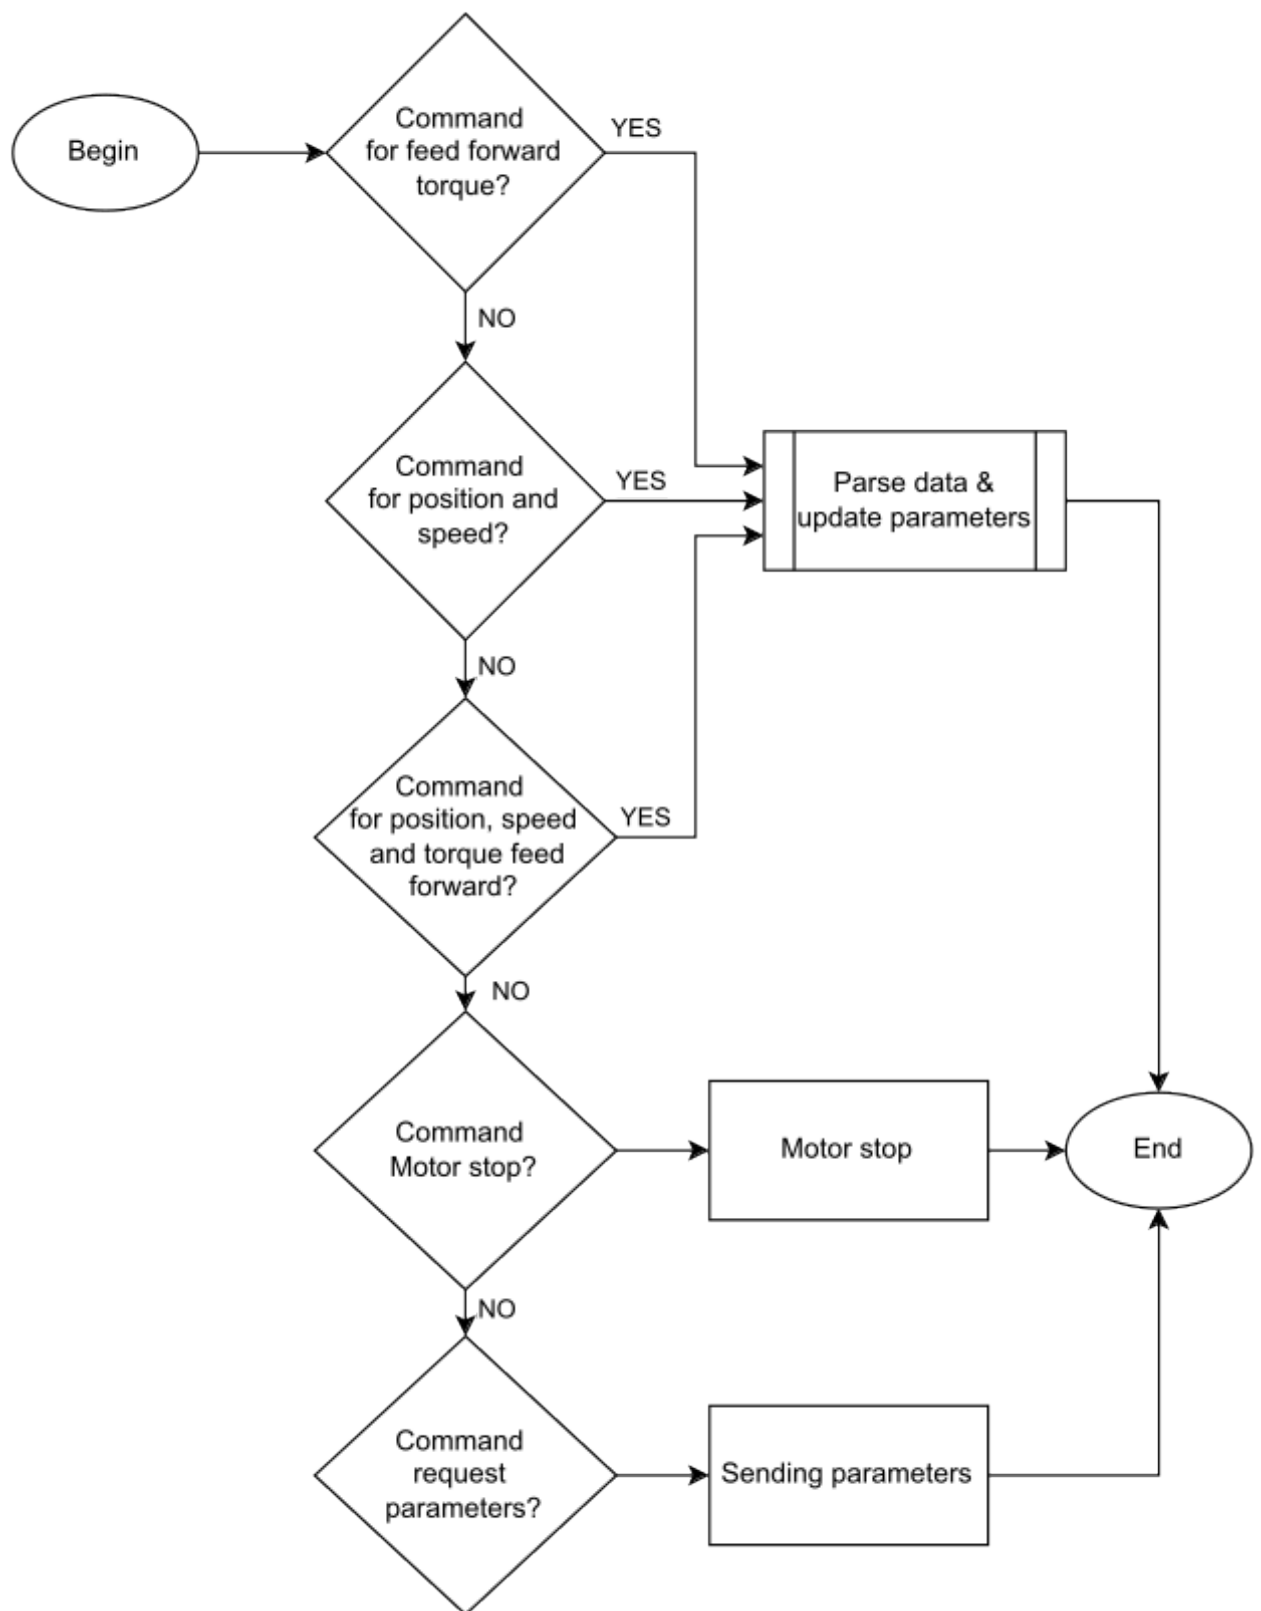 Begin
Command
for feed forward
torque?
YES
NO
Command
for position and
speed?
YES
Parse data &
update parameters
NO
Command
for position, speed
and torque feed
forward?
YES
NO
Command
Motor stop?
Motor stop
End
NO
Command
request
parameters?
Sending parameters